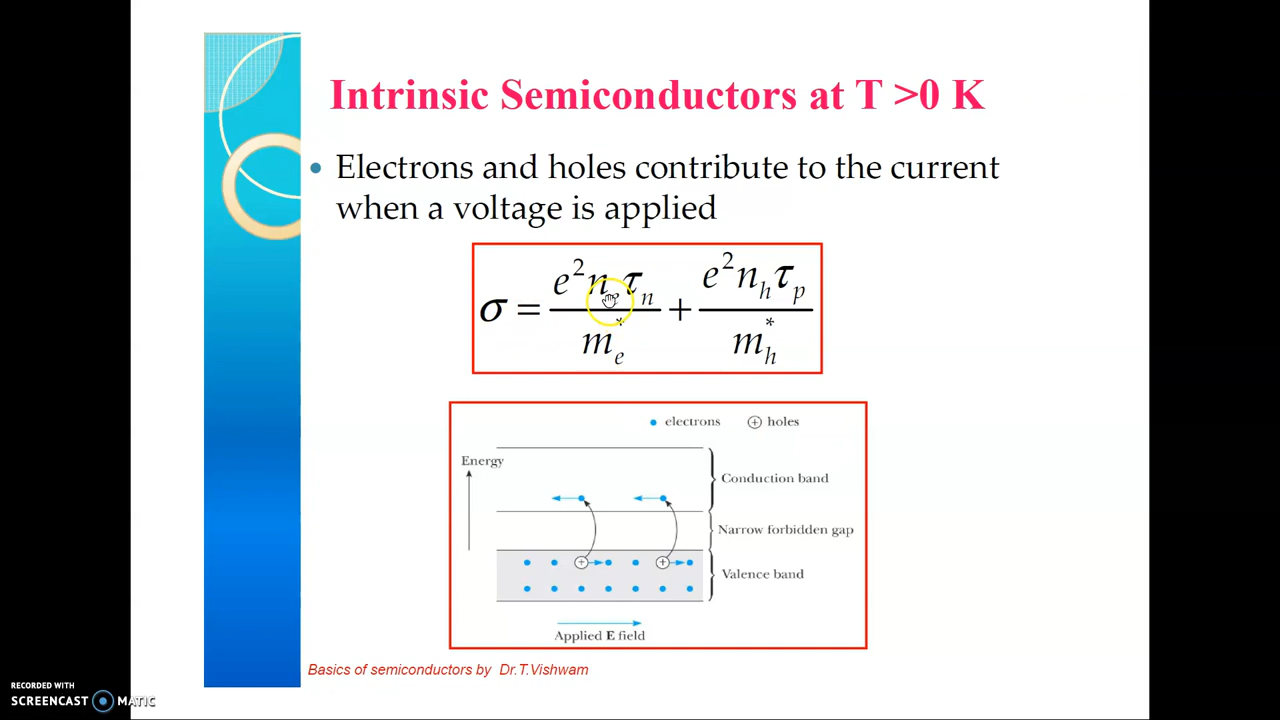 Intrinsic Semiconductors at T >0 K
• Electrons and holes contribute to the current
when a voltage is applied
σ = e²nₑτₙ / mₑ* + e²nₕτₚ / mₕ*
electrons
holes
Energy
Conduction band
Narrow forbidden gap
Valence band
Applied E field
Basics of semiconductors by Dr.T.Vishwam
RECORDED WITH
SCREENCAST MATIC